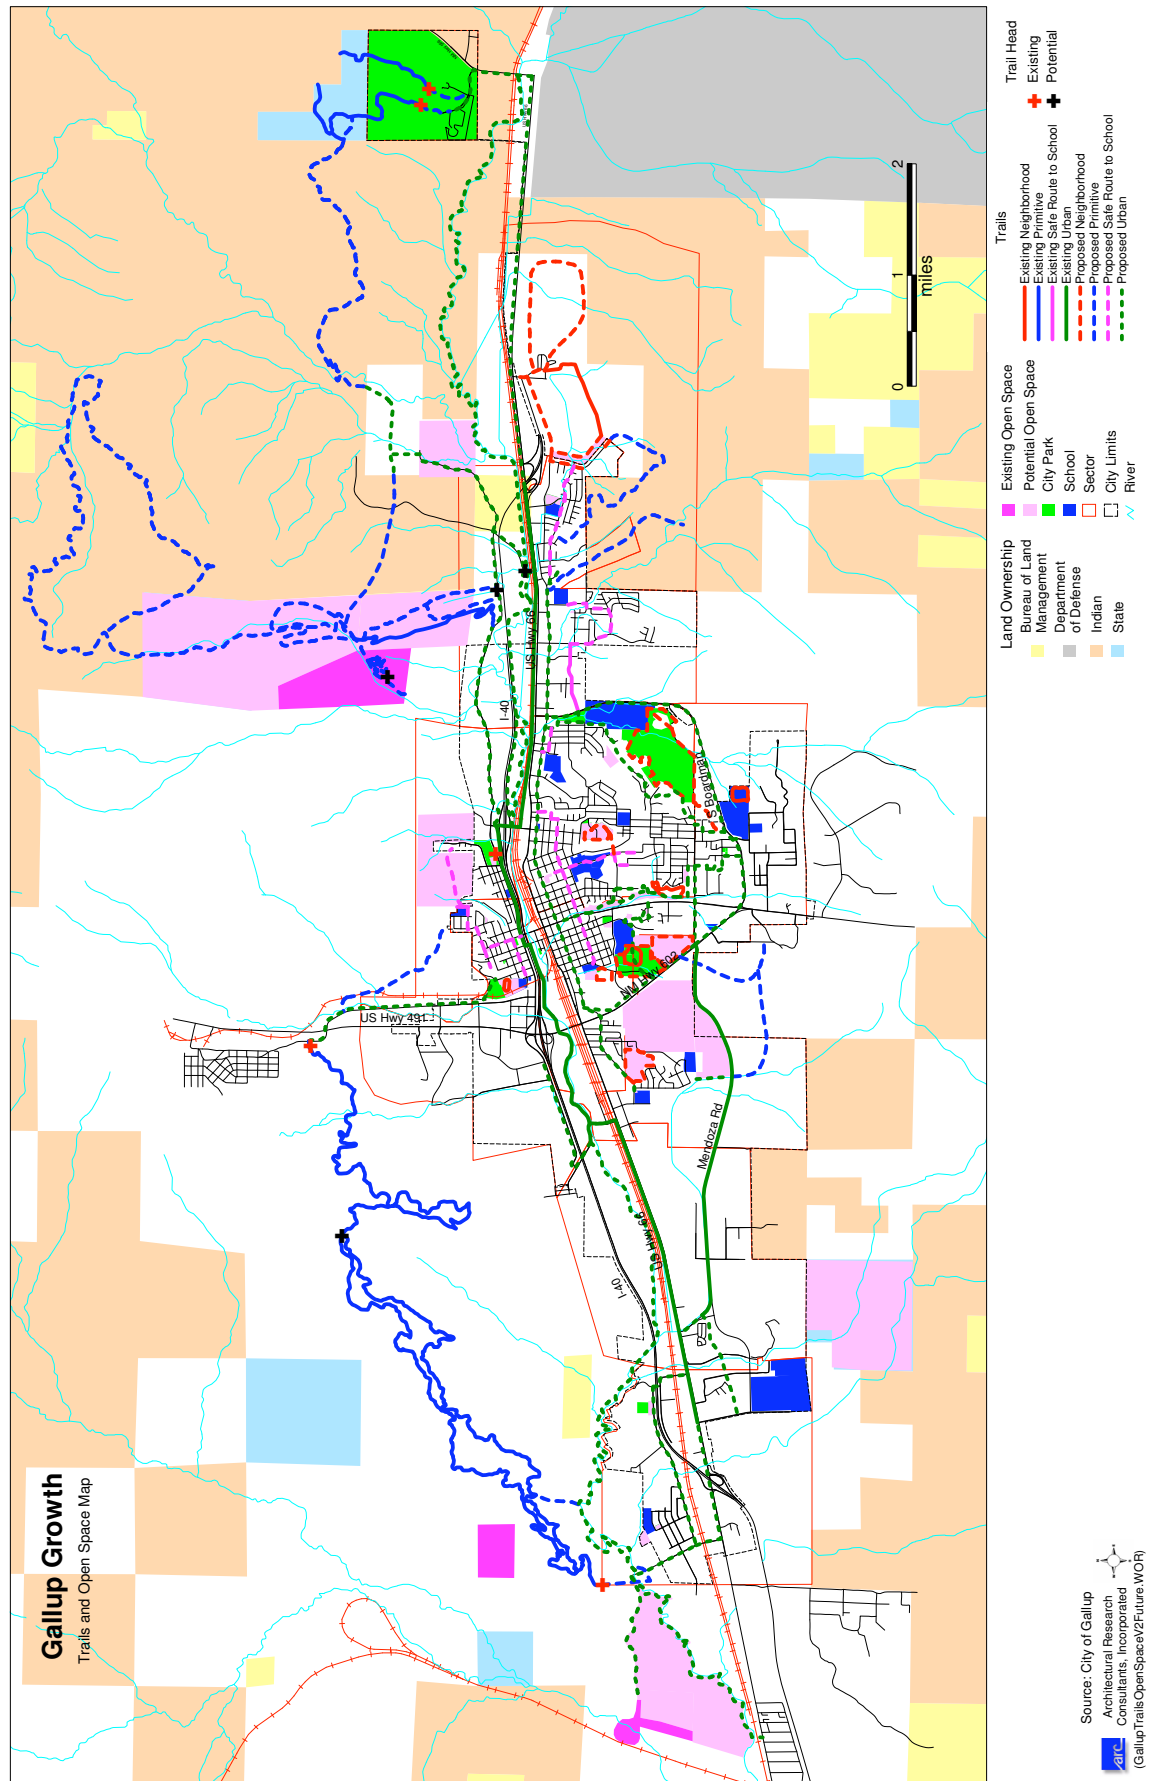 Gallup Growth
Trails and Open Space Map
US Hwy 491
I-40
US Hwy 66
NM Hwy 602
S Boardman
Mendoza Rd
US Hwy 66
I-40
0 1 2
miles
Land Ownership
Bureau of Land
Management
Department
of Defense
Indian
State
Existing Open Space
Potential Open Space
City Park
School
Sector
City Limits
River
Trails
Existing Neighborhood
Existing Primitive
Existing Safe Route to School
Existing Urban
Proposed Neighborhood
Proposed Primitive
Proposed Safe Route to School
Proposed Urban
Trail Head
Existing
Potential
Source: City of Gallup
arc
Architectural Research
Consultants, Incorporated
(GallupTrailsOpenSpaceV2Future.WOR)